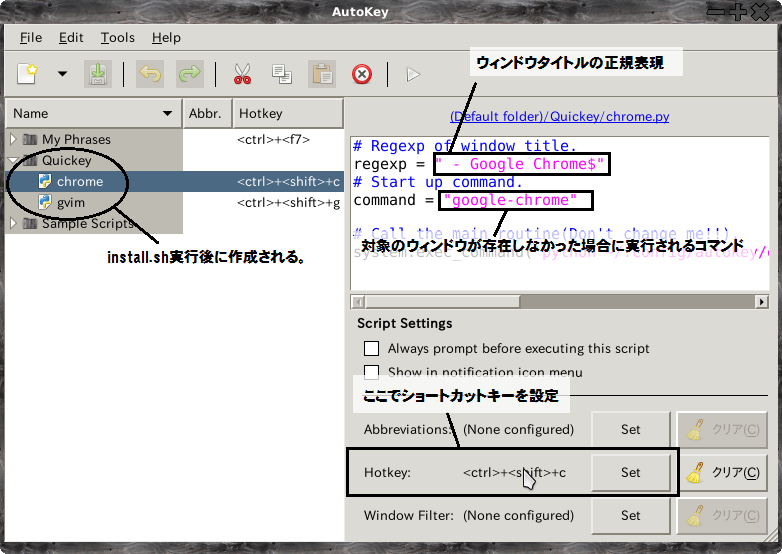 AutoKey
File Edit Tools Help
ウィンドウタイトルの正規表現
Name Abbr. Hotkey
My Phrases <ctrl>+<f7>
Quickey
chrome <ctrl>+<shift>+c
gvim <ctrl>+<shift>+g
Sample Scripts
install.sh実行後に作成される。
(Default folder)/Quickey/chrome.py
# Regexp of window title.
regexp = " - Google Chrome$"
# Start up command.
command = "google-chrome"
対象のウィンドウが存在しなかった場合に実行されるコマンド
# Call the main routine(Don't change me!!).
system.exec_command("python ~/.config/autokey/
Script Settings
Always prompt before executing this script
Show in notification icon menu
ここでショートカットキーを設定
Abbreviations: (None configured) Set クリア(C)
Hotkey: <ctrl>+<shift>+c Set クリア(C)
Window Filter: (None configured) Set クリア(C)